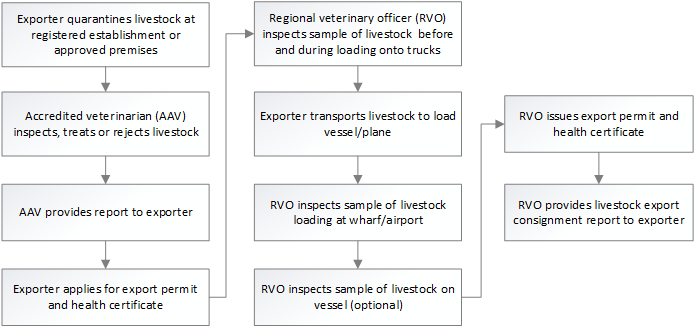 Exporter quarantines livestock at
registered establishment or
approved premises
Accredited veterinarian (AAV)
inspects, treats or rejects livestock
AAV provides report to exporter
Exporter applies for export permit
and health certificate
Regional veterinary officer (RVO)
inspects sample of livestock before
and during loading onto trucks
Exporter transports livestock to load
vessel/plane
RVO inspects sample of livestock
loading at wharf/airport
RVO inspects sample of livestock on
vessel (optional)
RVO issues export permit and
health certificate
RVO provides livestock export
consignment report to exporter